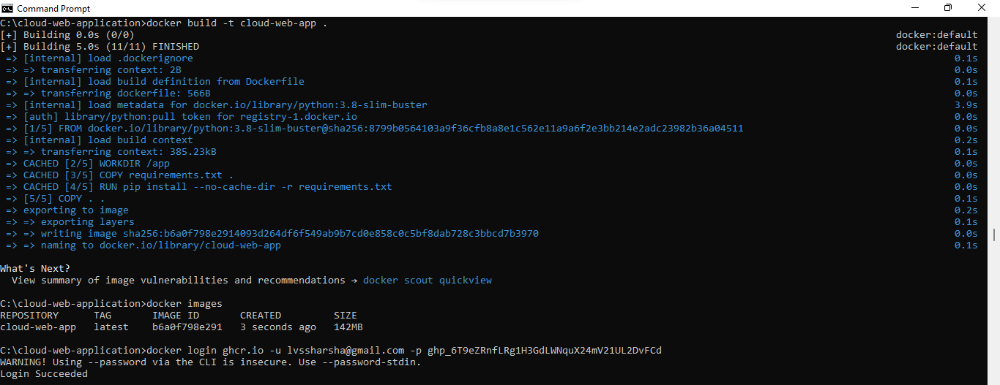 Command Prompt
C:\cloud-web-application>docker build -t cloud-web-app .
[+] Building 0.0s (0/0) docker:default
[+] Building 5.0s (11/11) FINISHED docker:default
=> [internal] load .dockerignore 0.1s
=> => transferring context: 2B 0.0s
=> [internal] load build definition from Dockerfile 0.1s
=> => transferring dockerfile: 566B 0.0s
=> [internal] load metadata for docker.io/library/python:3.8-slim-buster 3.9s
=> [auth] library/python:pull token for registry-1.docker.io 0.0s
=> [1/5] FROM docker.io/library/python:3.8-slim-buster@sha256:8799b0564103a9f36cfb8a8e1c562e11a9a6f2e3bb214e2adc23982b36a04511 0.0s
=> [internal] load build context 0.2s
=> => transferring context: 385.23kB 0.1s
=> CACHED [2/5] WORKDIR /app 0.0s
=> CACHED [3/5] COPY requirements.txt . 0.0s
=> CACHED [4/5] RUN pip install --no-cache-dir -r requirements.txt 0.0s
=> [5/5] COPY . . 0.1s
=> exporting to image 0.2s
=> => exporting layers 0.1s
=> => writing image sha256:b6a0f798e2914093d264df6f549ab9b7cd0e858c0c5bf8dab728c3bbcd7b3970 0.0s
=> => naming to docker.io/library/cloud-web-app 0.1s
What's Next?
View summary of image vulnerabilities and recommendations → docker scout quickview
C:\cloud-web-application>docker images
REPOSITORY TAG IMAGE ID CREATED SIZE
cloud-web-app latest b6a0f798e291 3 seconds ago 142MB
C:\cloud-web-application>docker login ghcr.io -u lvssharsha@gmail.com -p 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
WARNING! Using --password via the CLI is insecure. Use --password-stdin.
Login Succeeded